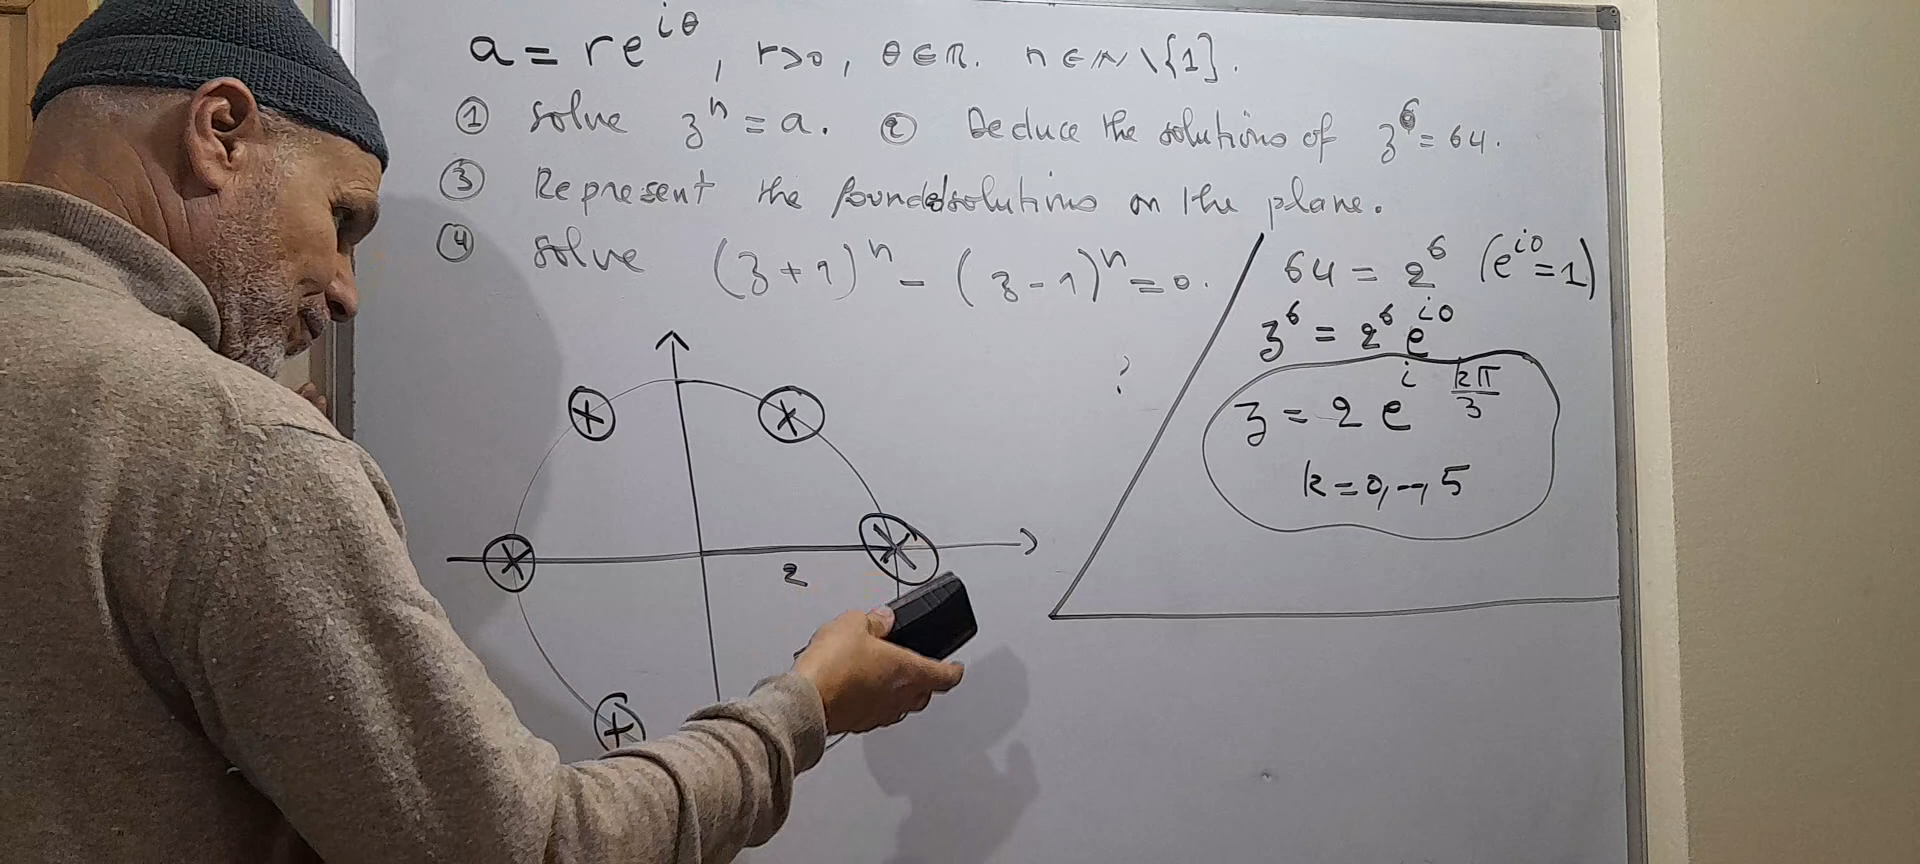 a = re^{iθ}, r>0, θ∈ℝ. n∈ℕ\{1}.
① solve z^n = a. ② Deduce the solutions of z^6 = 64.
③ Represent the founded solutions on the plane.
④ solve (z+1)^n - (z-1)^n = 0.
64 = 2^6 (e^{i0}=1)
z^6 = 2^6 e^{i0}
z = 2 e^{i kπ/3}
k=0,--,5
?
2